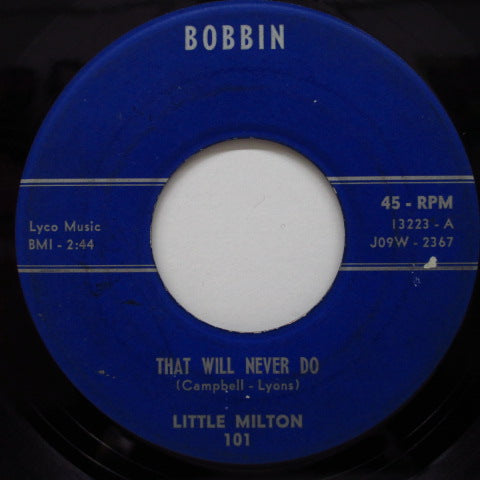 BOBBIN
Lyco Music
BMI - 2:44
45 - RPM
13223 - A
J09W - 2367
THAT WILL NEVER DO
(Campbell - Lyons)
LITTLE MILTON
101